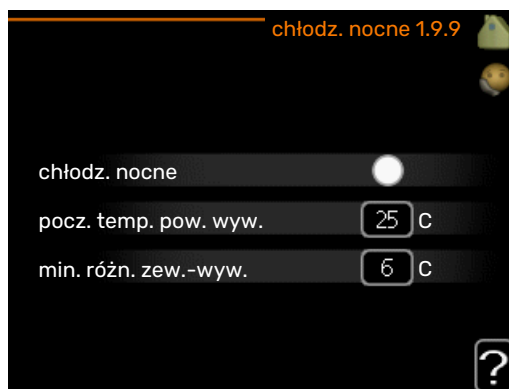 chłodz. nocne 1.9.9
chłodz. nocne
pocz. temp. pow. wyw. 25 C
min. różn. zew.-wyw. 6 C
?